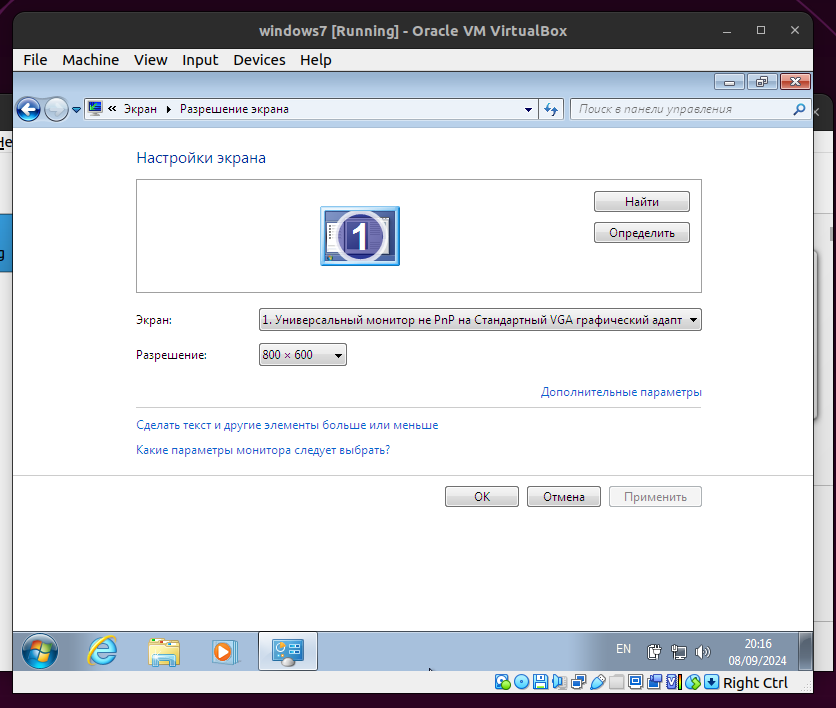 windows7 [Running] - Oracle VM VirtualBox
File Machine View Input Devices Help
« Экран Разрешение экрана
Поиск в панели управления
Настройки экрана
1
Найти
Определить
Экран:
1. Универсальный монитор не PnP на Стандартный VGA графический адапт
Разрешение:
800 × 600
Дополнительные параметры
Сделать текст и другие элементы больше или меньше
Какие параметры монитора следует выбрать?
OK Отмена Применить
EN
20:16
08/09/2024
Right Ctrl